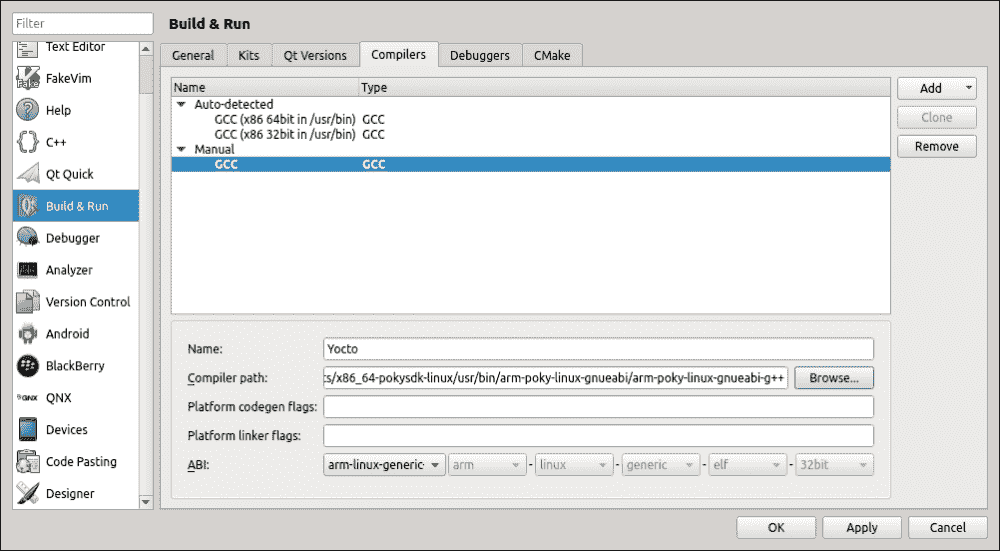 Filter
Build & Run
Text Editor
FakeVim
Help
C++
Qt Quick
Build & Run
Debugger
Analyzer
Version Control
Android
BlackBerry
QNX
QNX
Devices
Code Pasting
Designer
General
Kits
Qt Versions
Compilers
Debuggers
CMake
Name Type
Auto-detected
GCC (x86 64bit in /usr/bin) GCC
GCC (x86 32bit in /usr/bin) GCC
Manual
GCC GCC
Add
Clone
Remove
Name: Yocto
Compiler path: :s/x86_64-pokysdk-linux/usr/bin/arm-poky-linux-gnueabi/arm-poky-linux-gnueabi-g++ Browse...
Platform codegen flags:
Platform linker flags:
ABI: arm-linux-generic- arm - linux - generic - elf - 32bit
OK Apply Cancel